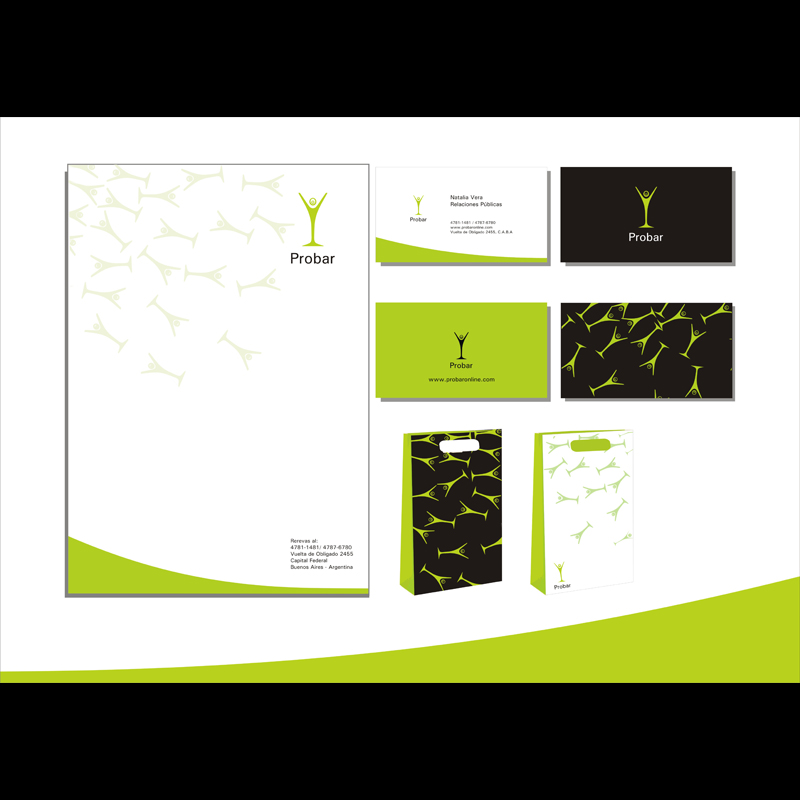 Probar
Rerevas al:
4781-1481/ 4787-6780
Vuelta de Obligado 2455
Capital Federal
Buenos Aires - Argentina
Probar
Natalia Vera
Relaciones Públicas
4781-1481 / 4787-6780
www.probaronline.com
Vuelta de Obligado 2455, C.A.B.A
Probar
Probar
www.probaronline.com
Probar